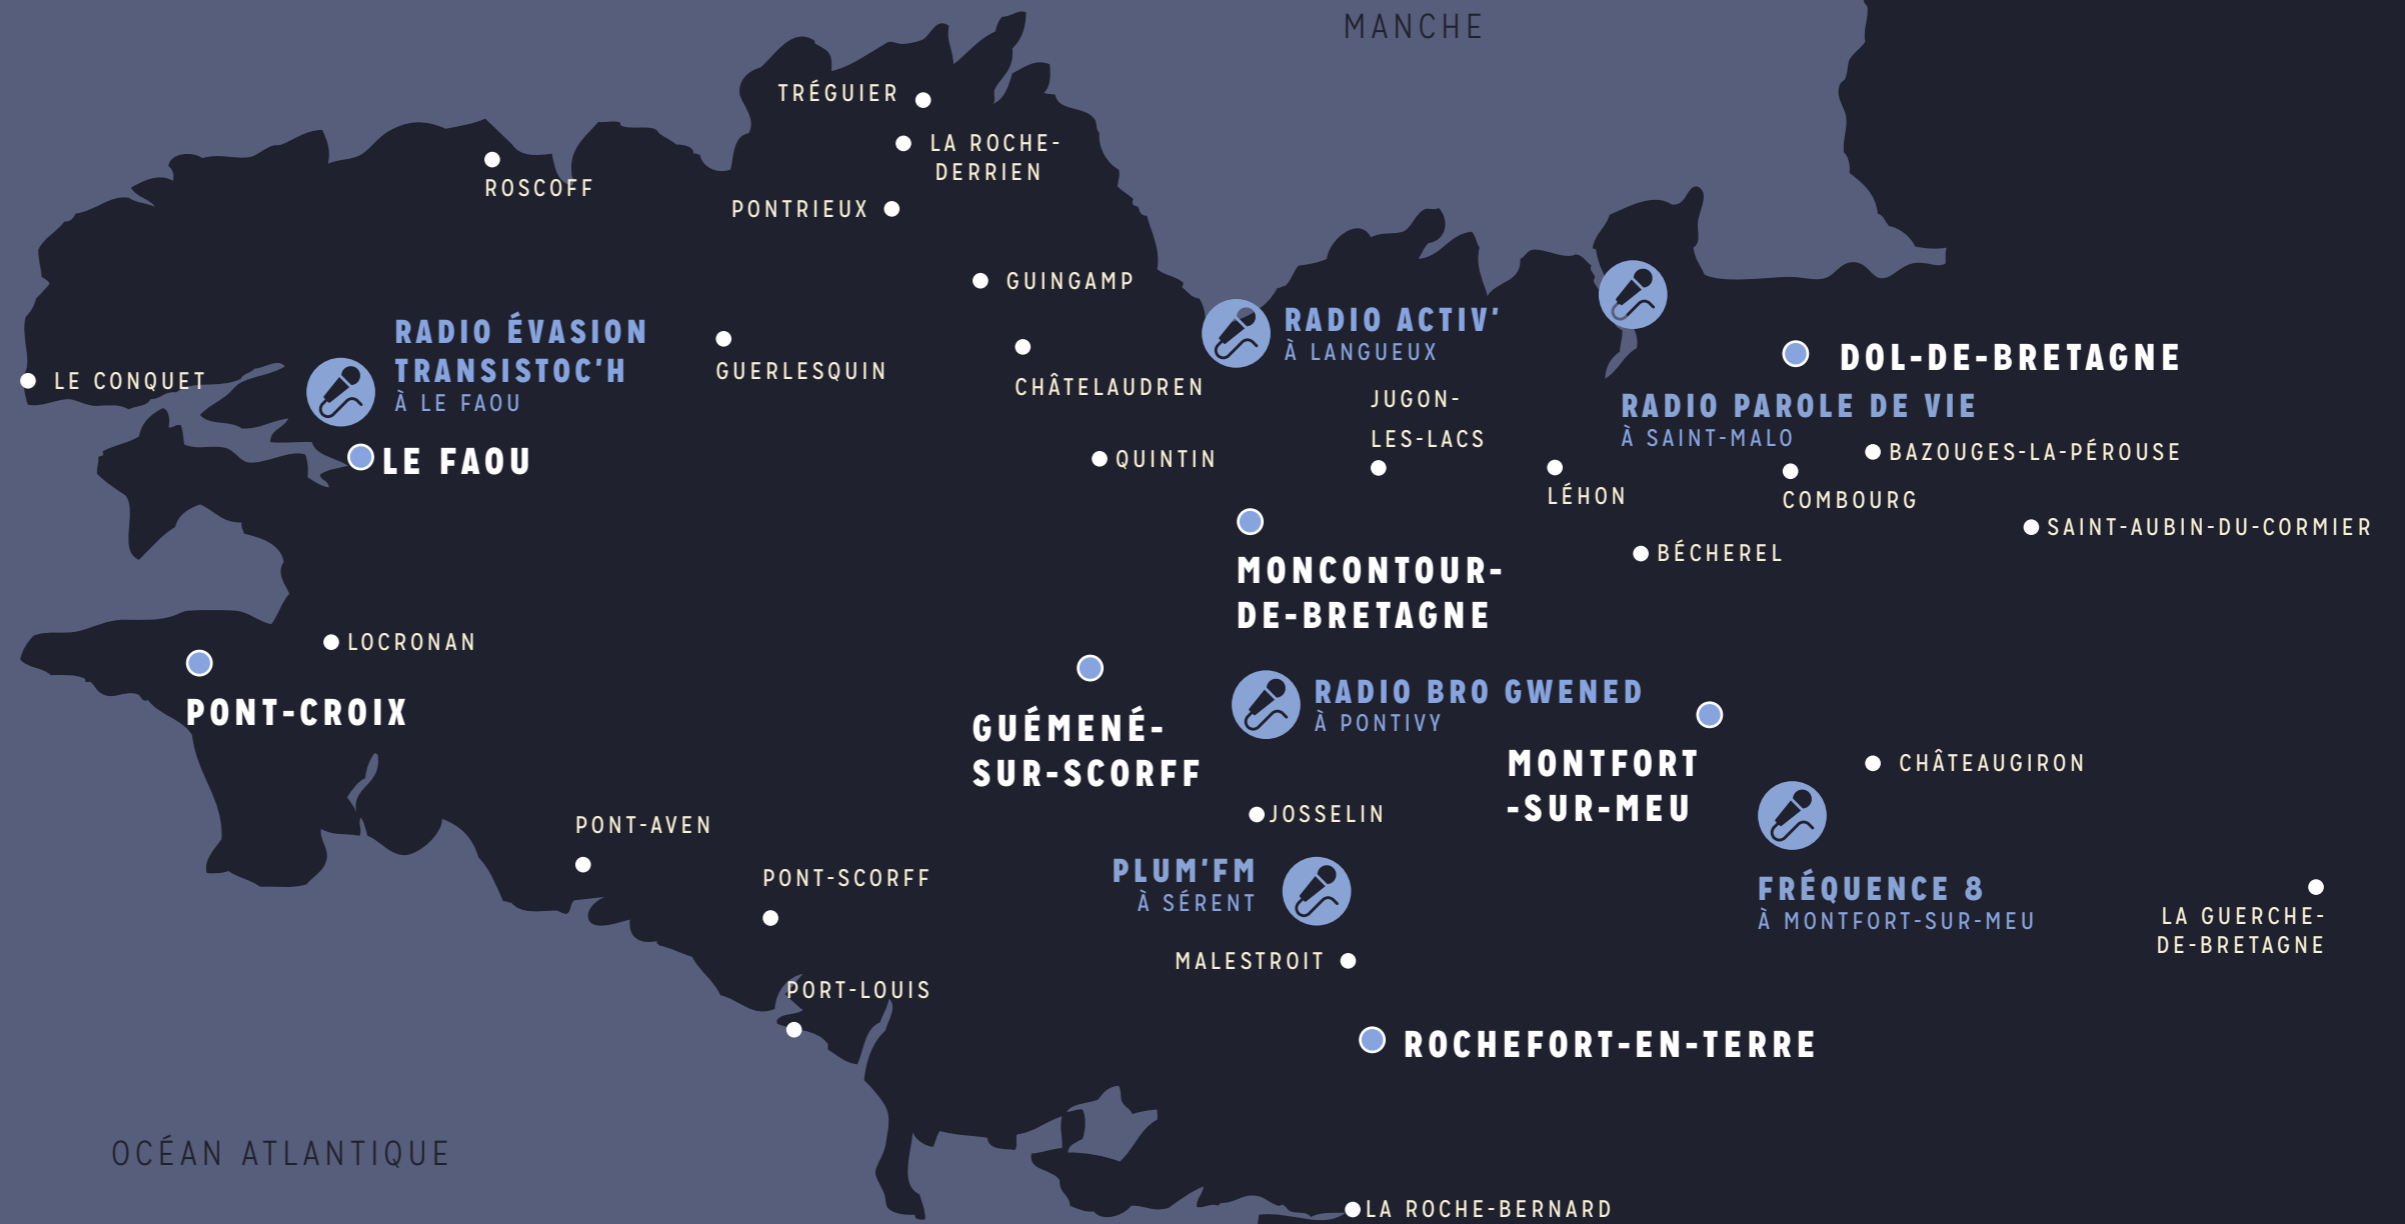 MANCHE
TRÉGUIER
LA ROCHE-
DERRIEN
ROSCOFF
PONTRIEUX
GUINGAMP
RADIO ÉVASION
TRANSISTOC'H
À LE FAOU
LE CONQUET
GUERLESQUIN
CHÂTELAUDREN
RADIO ACTIV'
À LANGUEUX
DOL-DE-BRETAGNE
RADIO PAROLE DE VIE
À SAINT-MALO
JUGON-
LES-LACS
LE FAOU
QUINTIN
LÉHON
BAZOUGES-LA-PÉROUSE
COMBOURG
SAINT-AUBIN-DU-CORMIER
BÉCHEREL
MONCONTOUR-
DE-BRETAGNE
LOCRONAN
PONT-CROIX
GUÉMENÉ-
SUR-SCORFF
RADIO BRO GWENED
À PONTIVY
MONTFORT
-SUR-MEU
CHÂTEAUGIRON
JOSSELIN
PONT-AVEN
PONT-SCORFF
PLUM'FM
À SÉRENT
FRÉQUENCE 8
À MONTFORT-SUR-MEU
LA GUERCHE-
DE-BRETAGNE
MALESTROIT
PORT-LOUIS
ROCHEFORT-EN-TERRE
OCÉAN ATLANTIQUE
LA ROCHE-BERNARD